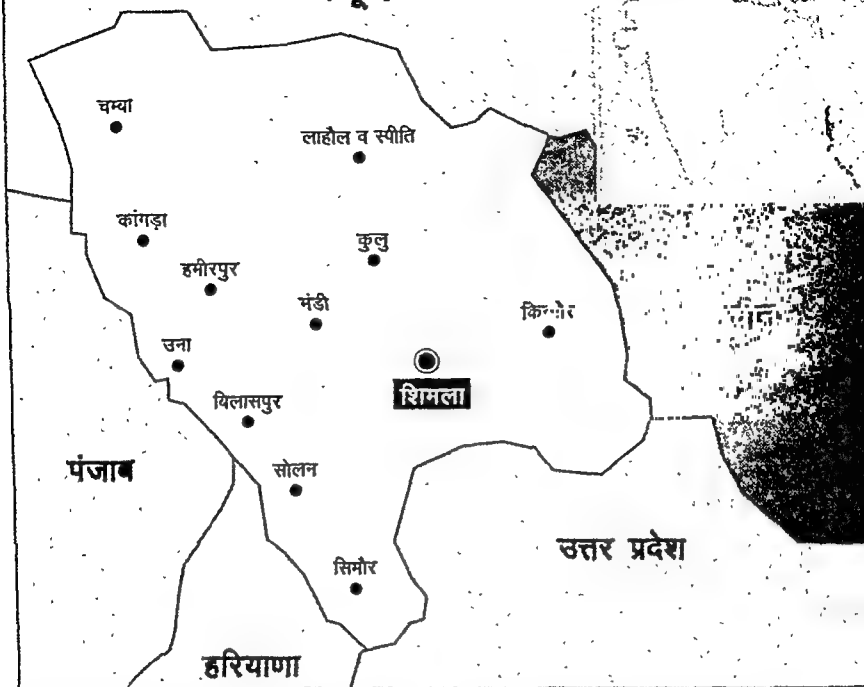 चम्बा
लाहौल व स्पीति
कांगड़ा
कुलु
हमीरपुर
मंडी
उना
शिमला
बिलासपुर
पंजाब
सोलन
उत्तर प्रदेश
सिमौर
हरियाणा